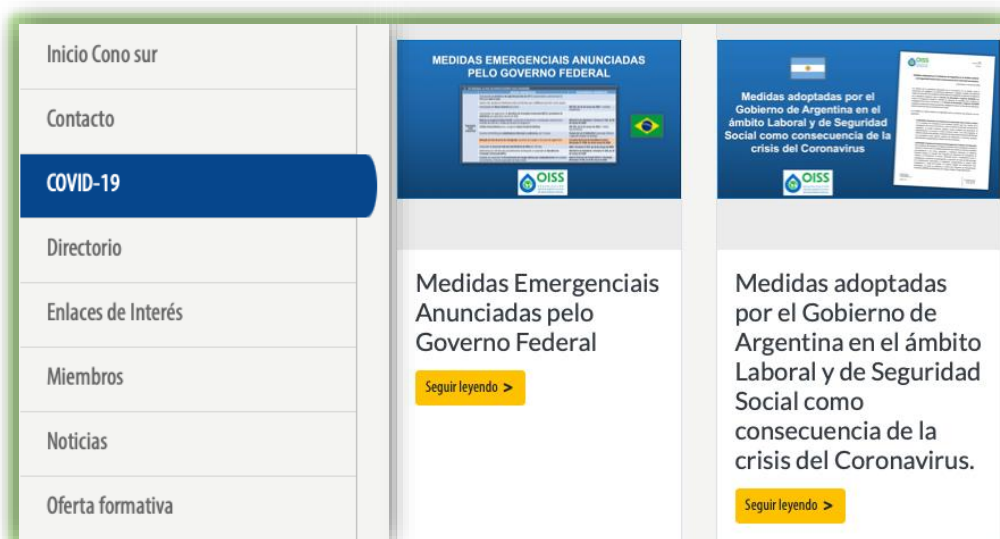 Inicio Cono sur
Contacto
COVID-19
Directorio
Enlaces de Interés
Miembros
Noticias
Oferta formativa
MEDIDAS EMERGENCIAIS ANUNCIADAS
PELO GOVERNO FEDERAL
OISS
Medidas Emergenciais
Anunciadas pelo
Governo Federal
Seguir leyendo >
Medidas adoptadas por el
Gobierno de Argentina en el
ámbito Laboral y de Seguridad
Social como consecuencia de la
crisis del Coronavirus
OISS
Medidas adoptadas
por el Gobierno de
Argentina en el ámbito
Laboral y de Seguridad
Social como
consecuencia de la
crisis del Coronavirus.
Seguir leyendo >